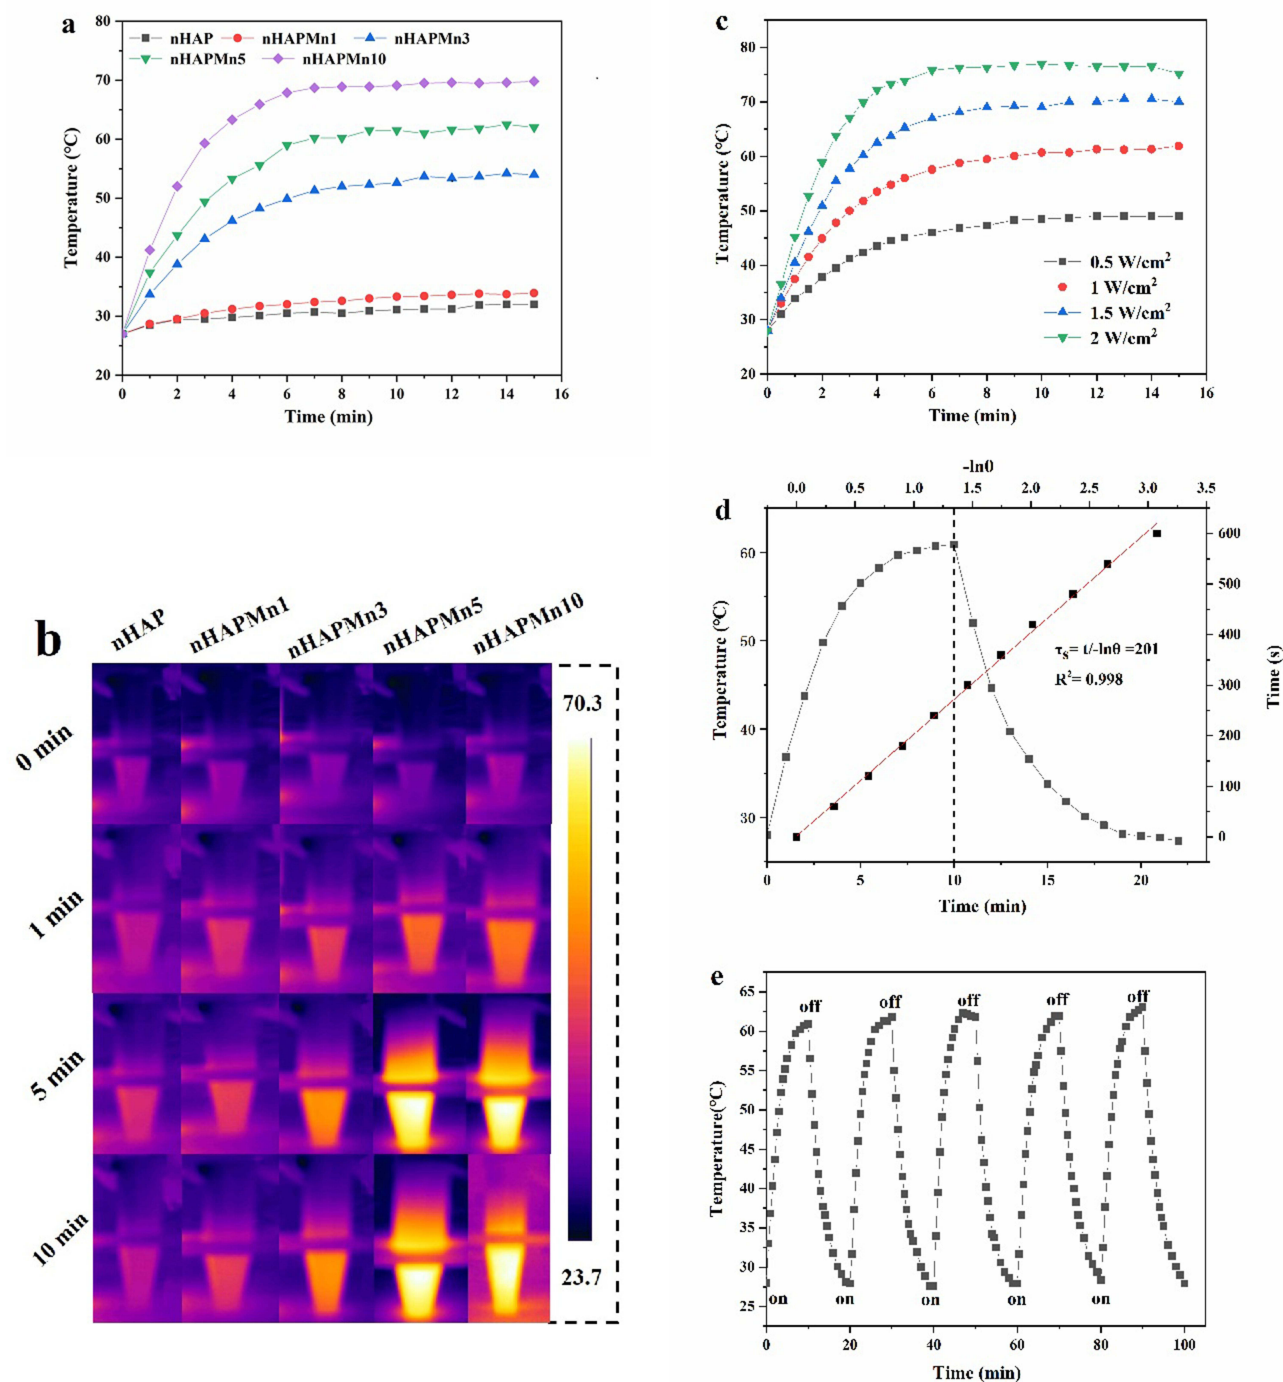 a
nHAP nHAPMn1 nHAPMn3
nHAPMn5 nHAPMn10
80
70
60
50
40
30
20
Temperature (°C)
0 2 4 6 8 10 12 14 16
Time (min)
c
80
70
60
50
40
30
20
Temperature (°C)
0.5 W/cm²
1 W/cm²
1.5 W/cm²
2 W/cm²
0 2 4 6 8 10 12 14 16
Time (min)
b
nHAP nHAPMn1 nHAPMn3 nHAPMn5 nHAPMn10
0 min
1 min
5 min
10 min
70.3
23.7
d
-lnθ
0.0 0.5 1.0 1.5 2.0 2.5 3.0 3.5
60
50
40
30
Temperature (°C)
τs= t/-lnθ =201
R²= 0.998
600
500
400
300
200
100
0
Time (s)
0 5 10 15 20
Time (min)
e
65
60
55
50
45
40
35
30
25
Temperature(°C)
off off off off off
on on on on on
0 20 40 60 80 100
Time (min)